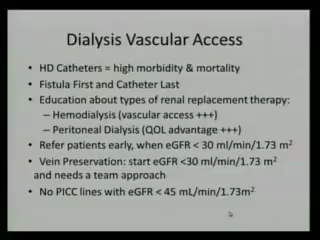 Dialysis Vascular Access
• HD Catheters = high morbidity & mortality
• Fistula First and Catheter Last
• Education about types of renal replacement therapy:
– Hemodialysis (vascular access +++)
– Peritoneal Dialysis (QOL advantage +++)
• Refer patients early, when eGFR < 30 ml/min/1.73 m²
• Vein Preservation: start eGFR <30 ml/min/1.73 m²
and needs a team approach
• No PICC lines with eGFR < 45 mL/min/1.73m²